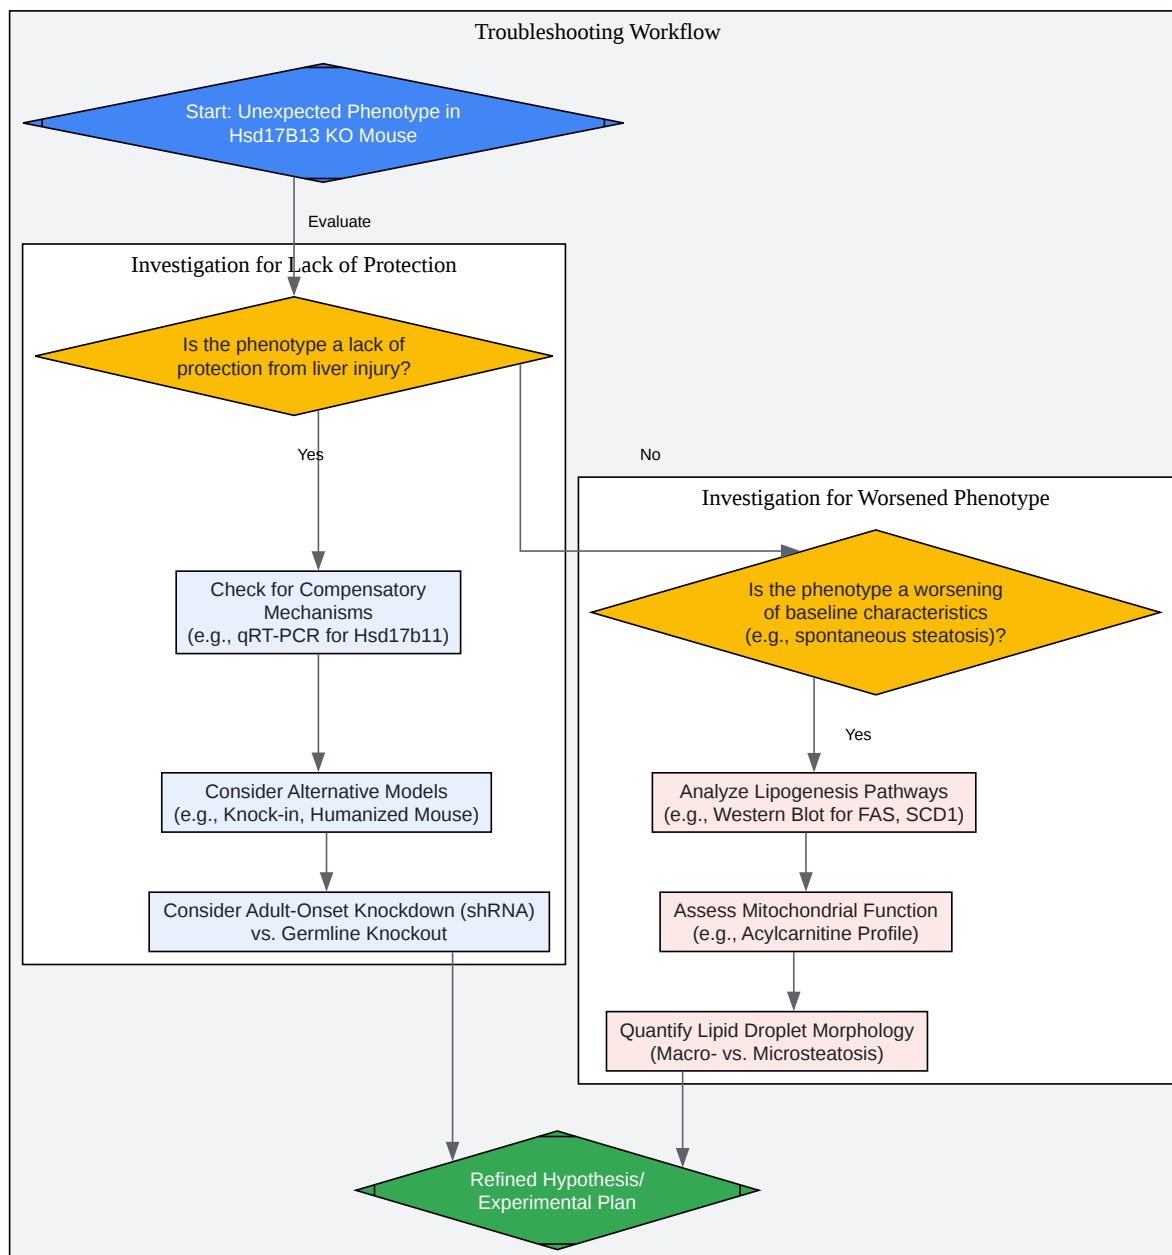 Troubleshooting Workflow
Start: Unexpected Phenotype in
Hsd17B13 KO Mouse
Evaluate
Investigation for Lack of Protection
Is the phenotype a lack of
protection from liver injury?
Yes
No
Check for Compensatory
Mechanisms
(e.g., qRT-PCR for Hsd17b11)
Consider Alternative Models
(e.g., Knock-in, Humanized Mouse)
Consider Adult-Onset Knockdown (shRNA)
vs. Germline Knockout
Investigation for Worsened Phenotype
Is the phenotype a worsening
of baseline characteristics
(e.g., spontaneous steatosis)?
Yes
Analyze Lipogenesis Pathways
(e.g., Western Blot for FAS, SCD1)
Assess Mitochondrial Function
(e.g., Acylcarnitine Profile)
Quantify Lipid Droplet Morphology
(Macro- vs. Microsteatosis)
Refined Hypothesis/
Experimental Plan